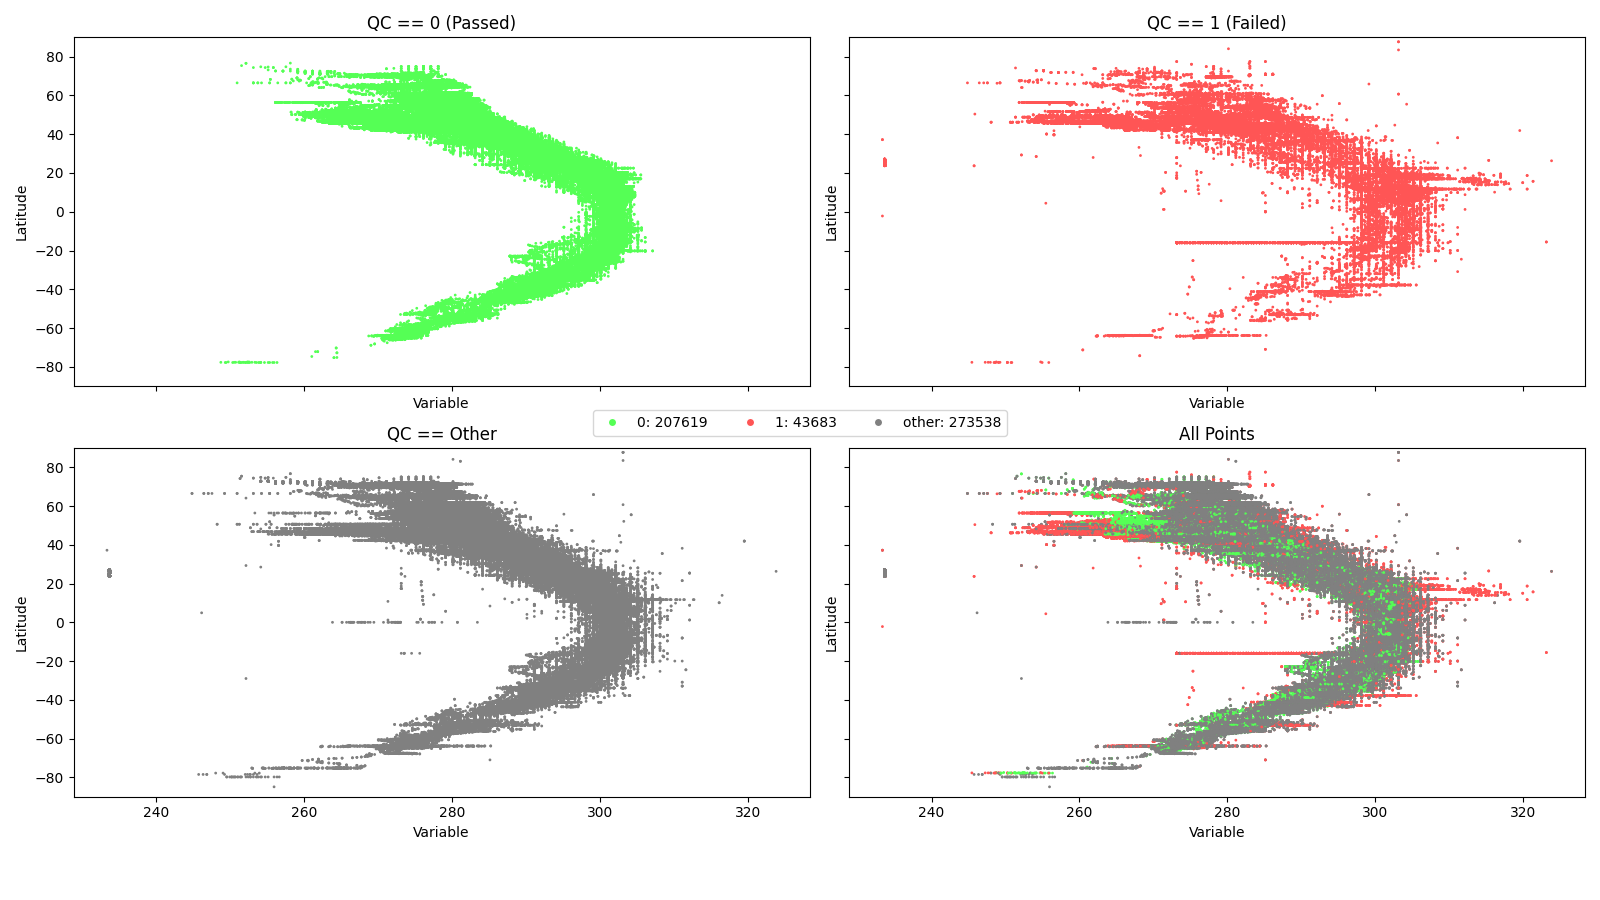 QC == 0 (Passed)
QC == 1 (Failed)
80
60
40
20
0
−20
−40
−60
−80
Latitude
Latitude
Variable
Variable
0: 207619
1: 43683
other: 273538
QC == Other
All Points
80
60
40
20
0
−20
−40
−60
−80
Latitude
Latitude
240
260
280
300
320
240
260
280
300
320
Variable
Variable